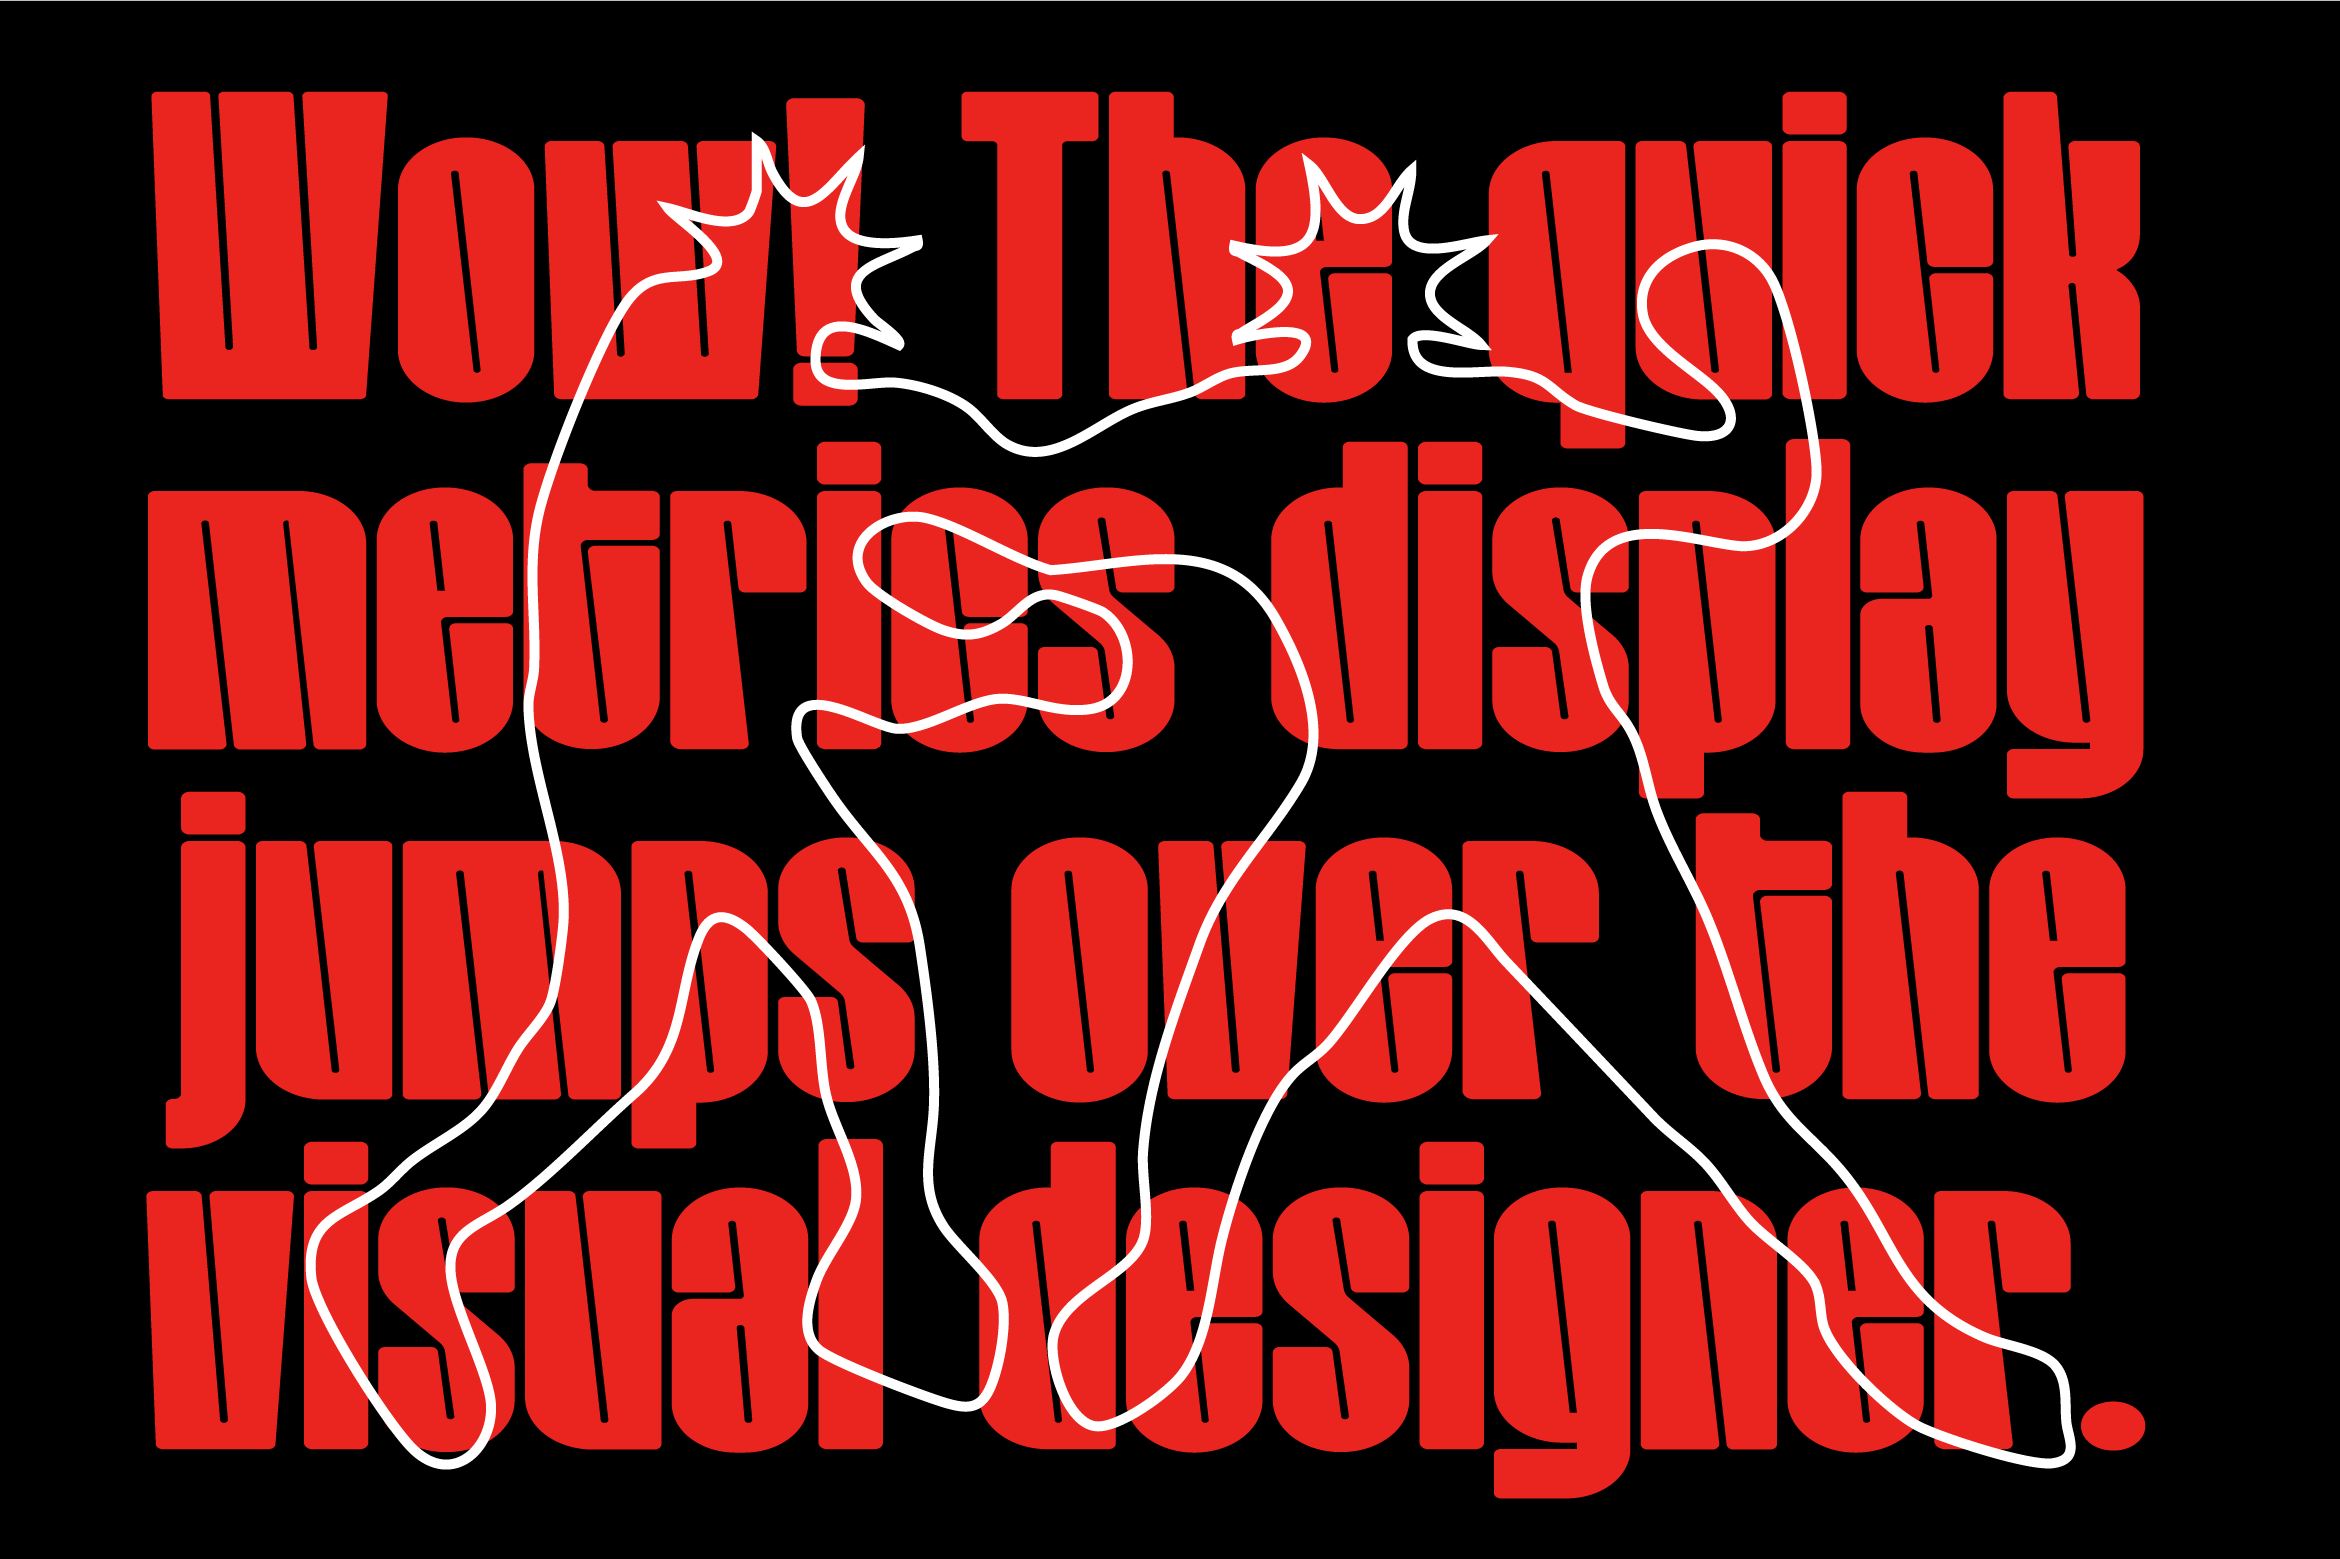 Wow! The quick
metrics display
jumps over the
visual designer.